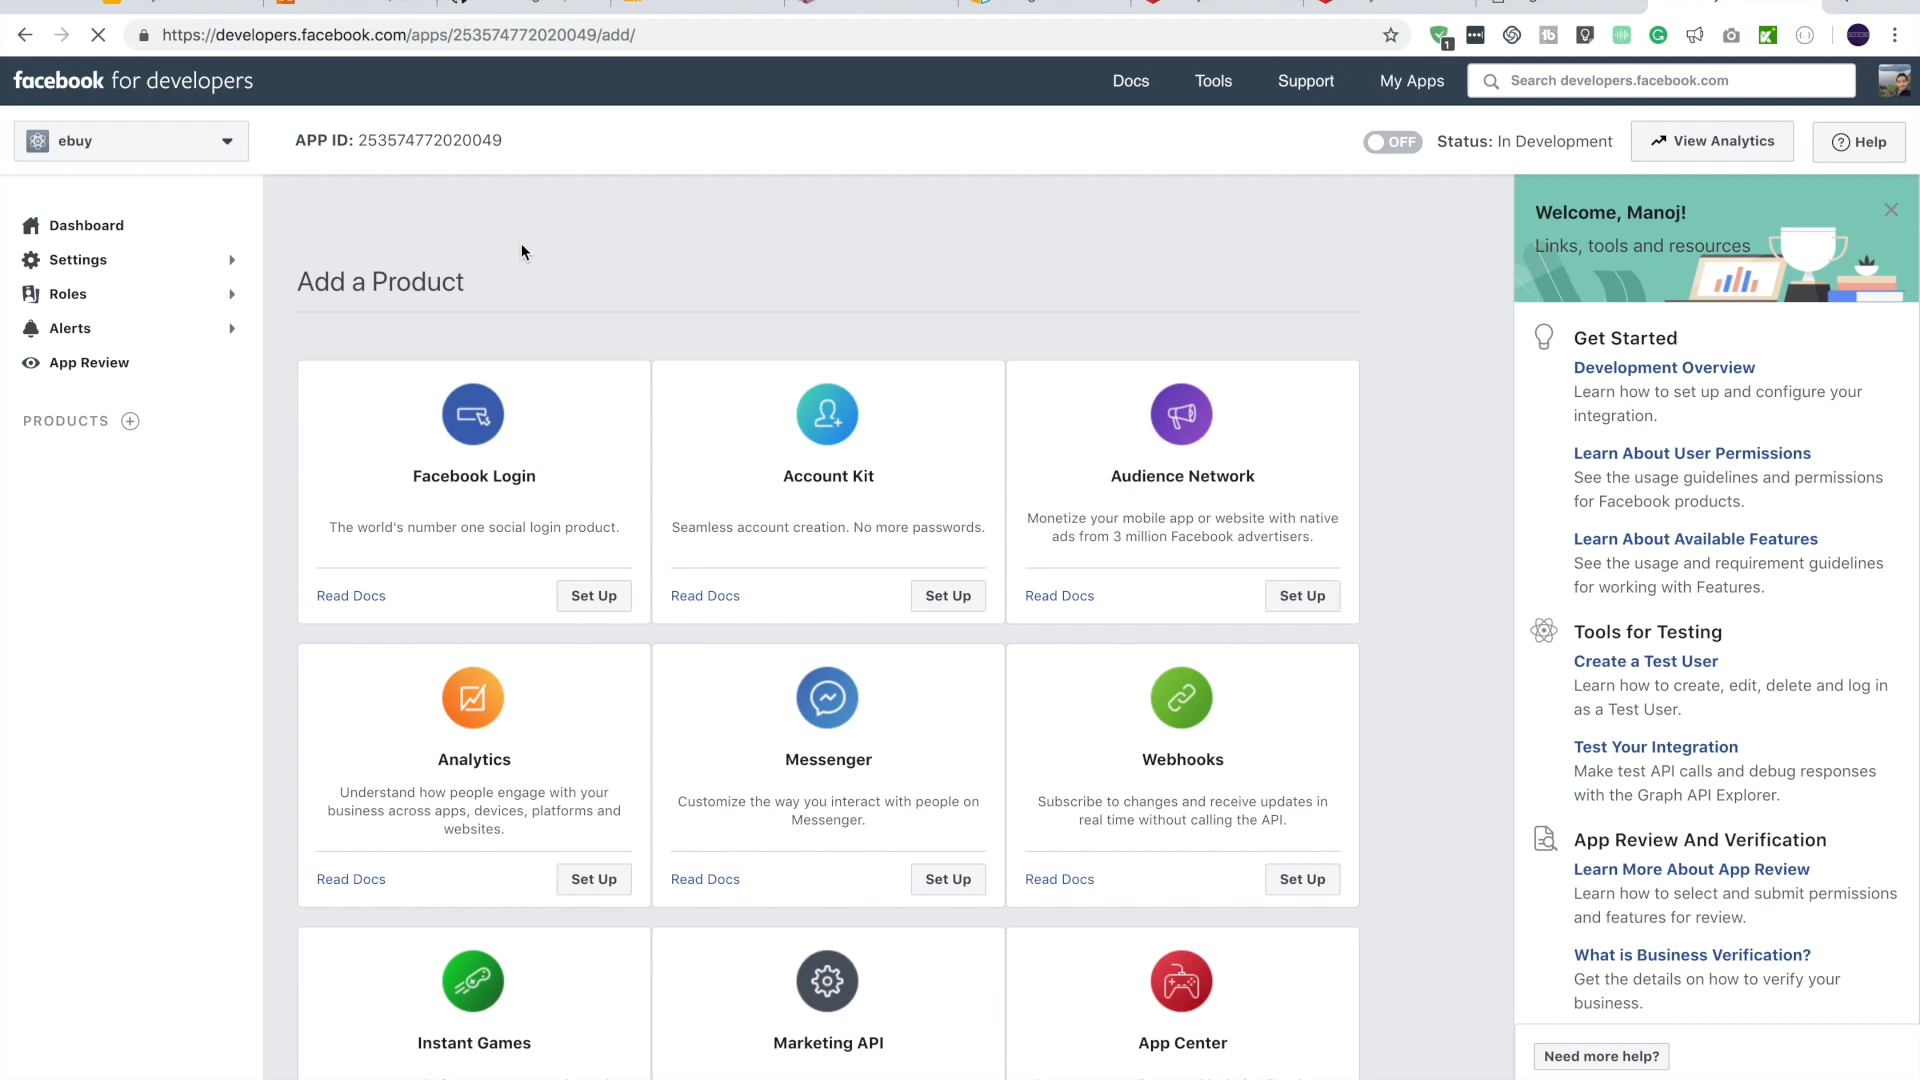 https://developers.facebook.com/apps/253574772020049/add/
1
facebook for developers
Docs
Tools
Support
My Apps
Search developers.facebook.com
ebuy
APP ID: 253574772020049
OFF
Status: In Development
View Analytics
Help
Dashboard
Settings
Roles
Alerts
App Review
PRODUCTS
Add a Product
Facebook Login
The world's number one social login product.
Read Docs
Set Up
Account Kit
Seamless account creation. No more passwords.
Read Docs
Set Up
Audience Network
Monetize your mobile app or website with native
ads from 3 million Facebook advertisers.
Read Docs
Set Up
Analytics
Understand how people engage with your
business across apps, devices, platforms and
websites.
Read Docs
Set Up
Messenger
Customize the way you interact with people on
Messenger.
Read Docs
Set Up
Webhooks
Subscribe to changes and receive updates in
real time without calling the API.
Read Docs
Set Up
Instant Games
Marketing API
App Center
Welcome, Manoj!
Links, tools and resources
Get Started
Development Overview
Learn how to set up and configure your
integration.
Learn About User Permissions
See the usage guidelines and permissions
for Facebook products.
Learn About Available Features
See the usage and requirement guidelines
for working with Features.
Tools for Testing
Create a Test User
Learn how to create, edit, delete and log in
as a Test User.
Test Your Integration
Make test API calls and debug responses
with the Graph API Explorer.
App Review And Verification
Learn More About App Review
Learn how to select and submit permissions
and features for review.
What is Business Verification?
Get the details on how to verify your
business.
Need more help?